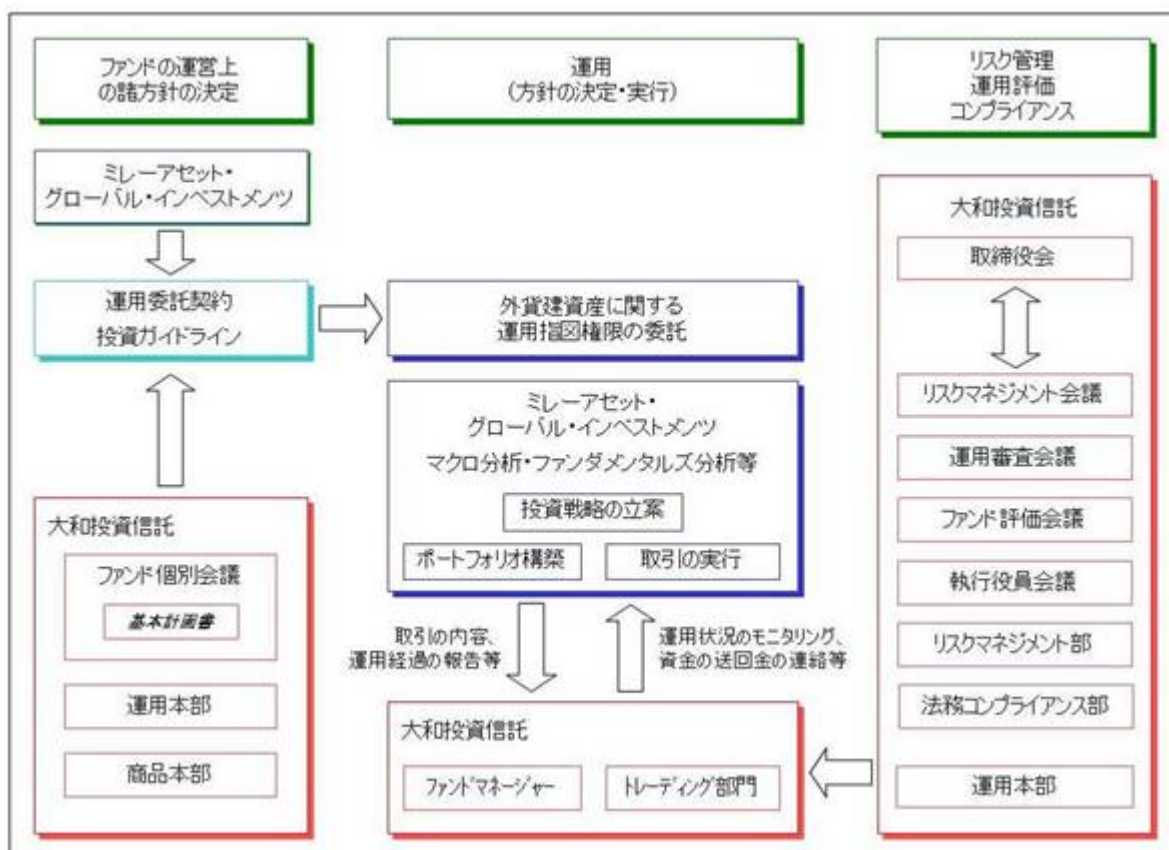 ファンドの運営上
の諸方針の決定
運用
(方針の決定・実行)
リスク管理
運用評価
コンプライアンス
ミレーアセット・
グローバル・インベストメンツ
運用委託契約
投資ガイドライン
外貨建資産に関する
運用指図権限の委託
ミレーアセット・
グローバル・インベストメンツ
マクロ分析・ファンダメンタルズ分析等
投資戦略の立案
ポートフォリオ構築
取引の実行
大和投資信託
ファンド個別会議
基本計画書
運用本部
商品本部
取引の内容、
運用経過の報告等
運用状況のモニタリング、
資金の送回金の連絡等
大和投資信託
ファンドマネージャー
トレーディング部門
大和投資信託
取締役会
リスクマネジメント会議
運用審査会議
ファンド評価会議
執行役員会議
リスクマネジメント部
法務コンプライアンス部
運用本部